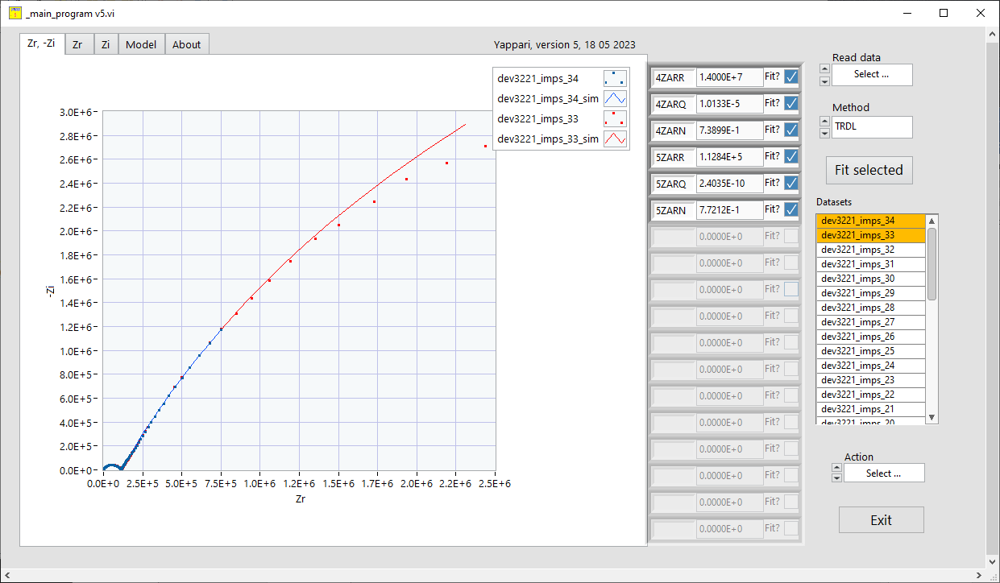 _main_program v5.vi
Zr, -Zi
Zr
Zi
Model
About
Yappari, version 5, 18 05 2023
dev3221_imps_34
dev3221_imps_34_sim
dev3221_imps_33
dev3221_imps_33_sim
3.0E+6
2.8E+6
2.6E+6
2.4E+6
2.2E+6
2.0E+6
1.8E+6
1.6E+6
1.4E+6
1.2E+6
1.0E+6
8.0E+5
6.0E+5
4.0E+5
2.0E+5
0.0E+0
-Zi
0.0E+0 2.5E+5 5.0E+5 7.5E+5 1.0E+6 1.2E+6 1.5E+6 1.7E+6 2.0E+6 2.2E+6 2.5E+6
Zr
4ZARR 1.4000E+7 Fit?
4ZARQ 1.0133E-5 Fit?
4ZARN 7.3899E-1 Fit?
5ZARR 1.1284E+5 Fit?
5ZARQ 2.4035E-10 Fit?
5ZARN 7.7212E-1 Fit?
0.0000E+0 Fit?
0.0000E+0 Fit?
0.0000E+0 Fit?
0.0000E+0 Fit?
0.0000E+0 Fit?
0.0000E+0 Fit?
0.0000E+0 Fit?
0.0000E+0 Fit?
0.0000E+0 Fit?
0.0000E+0 Fit?
0.0000E+0 Fit?
0.0000E+0 Fit?
Read data
Select ...
Method
TRDL
Fit selected
Datasets
dev3221_imps_34
dev3221_imps_33
dev3221_imps_32
dev3221_imps_31
dev3221_imps_30
dev3221_imps_29
dev3221_imps_28
dev3221_imps_27
dev3221_imps_26
dev3221_imps_25
dev3221_imps_24
dev3221_imps_23
dev3221_imps_22
dev3221_imps_21
dev3221_imps_20
Action
Select ...
Exit